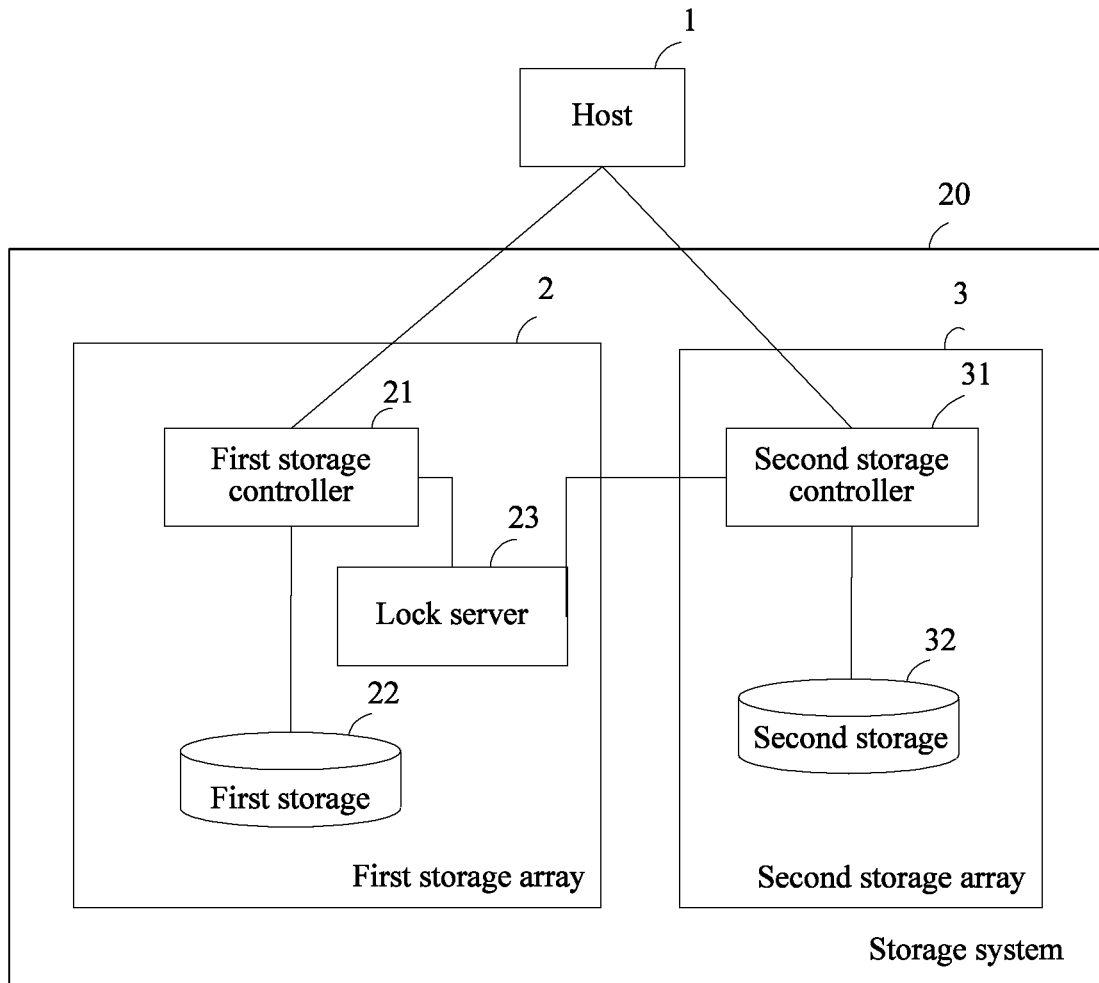 1
Host
20
2
3
21
31
First storage
controller
Second storage
controller
23
Lock server
22
32
First storage
Second storage
First storage array
Second storage array
Storage system